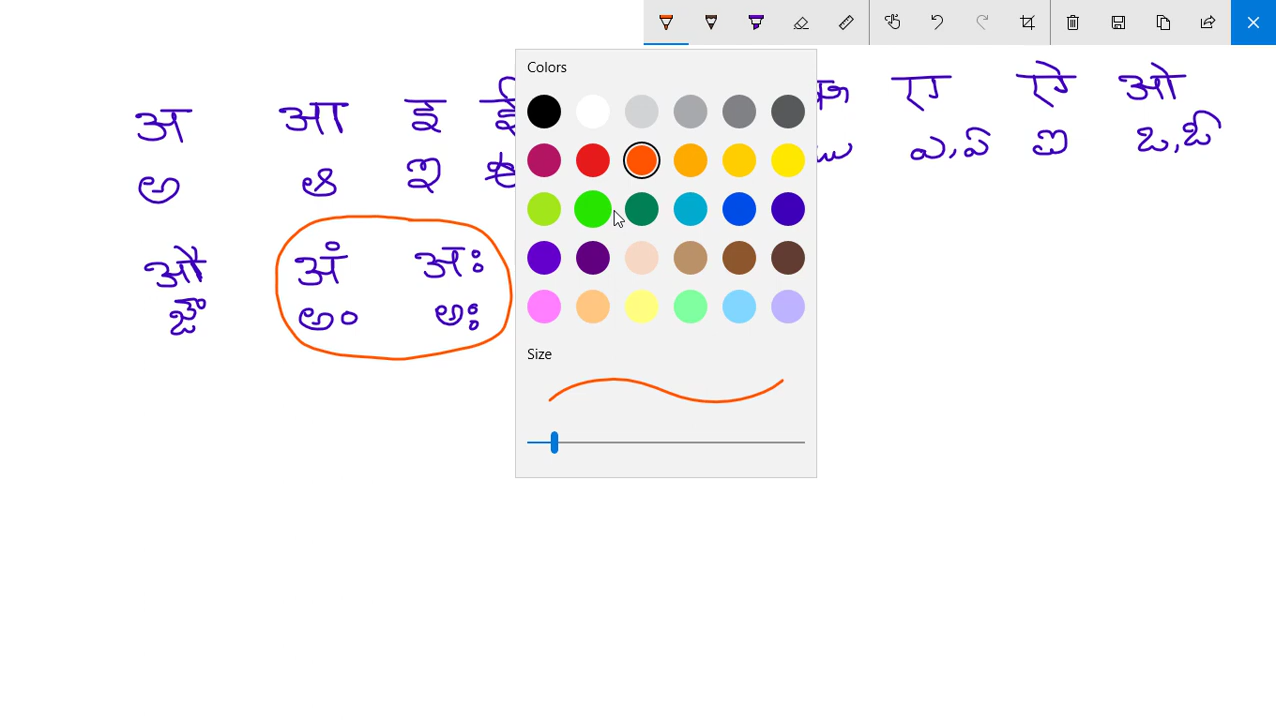 Colors
अ आ इ ई ए ऐ ओ
ಅ ಆ ಇ ಎ, ಏ ಐ ಒ, ಓ
औ अं अः
ಔ ಅಂ ಅಃ
Size